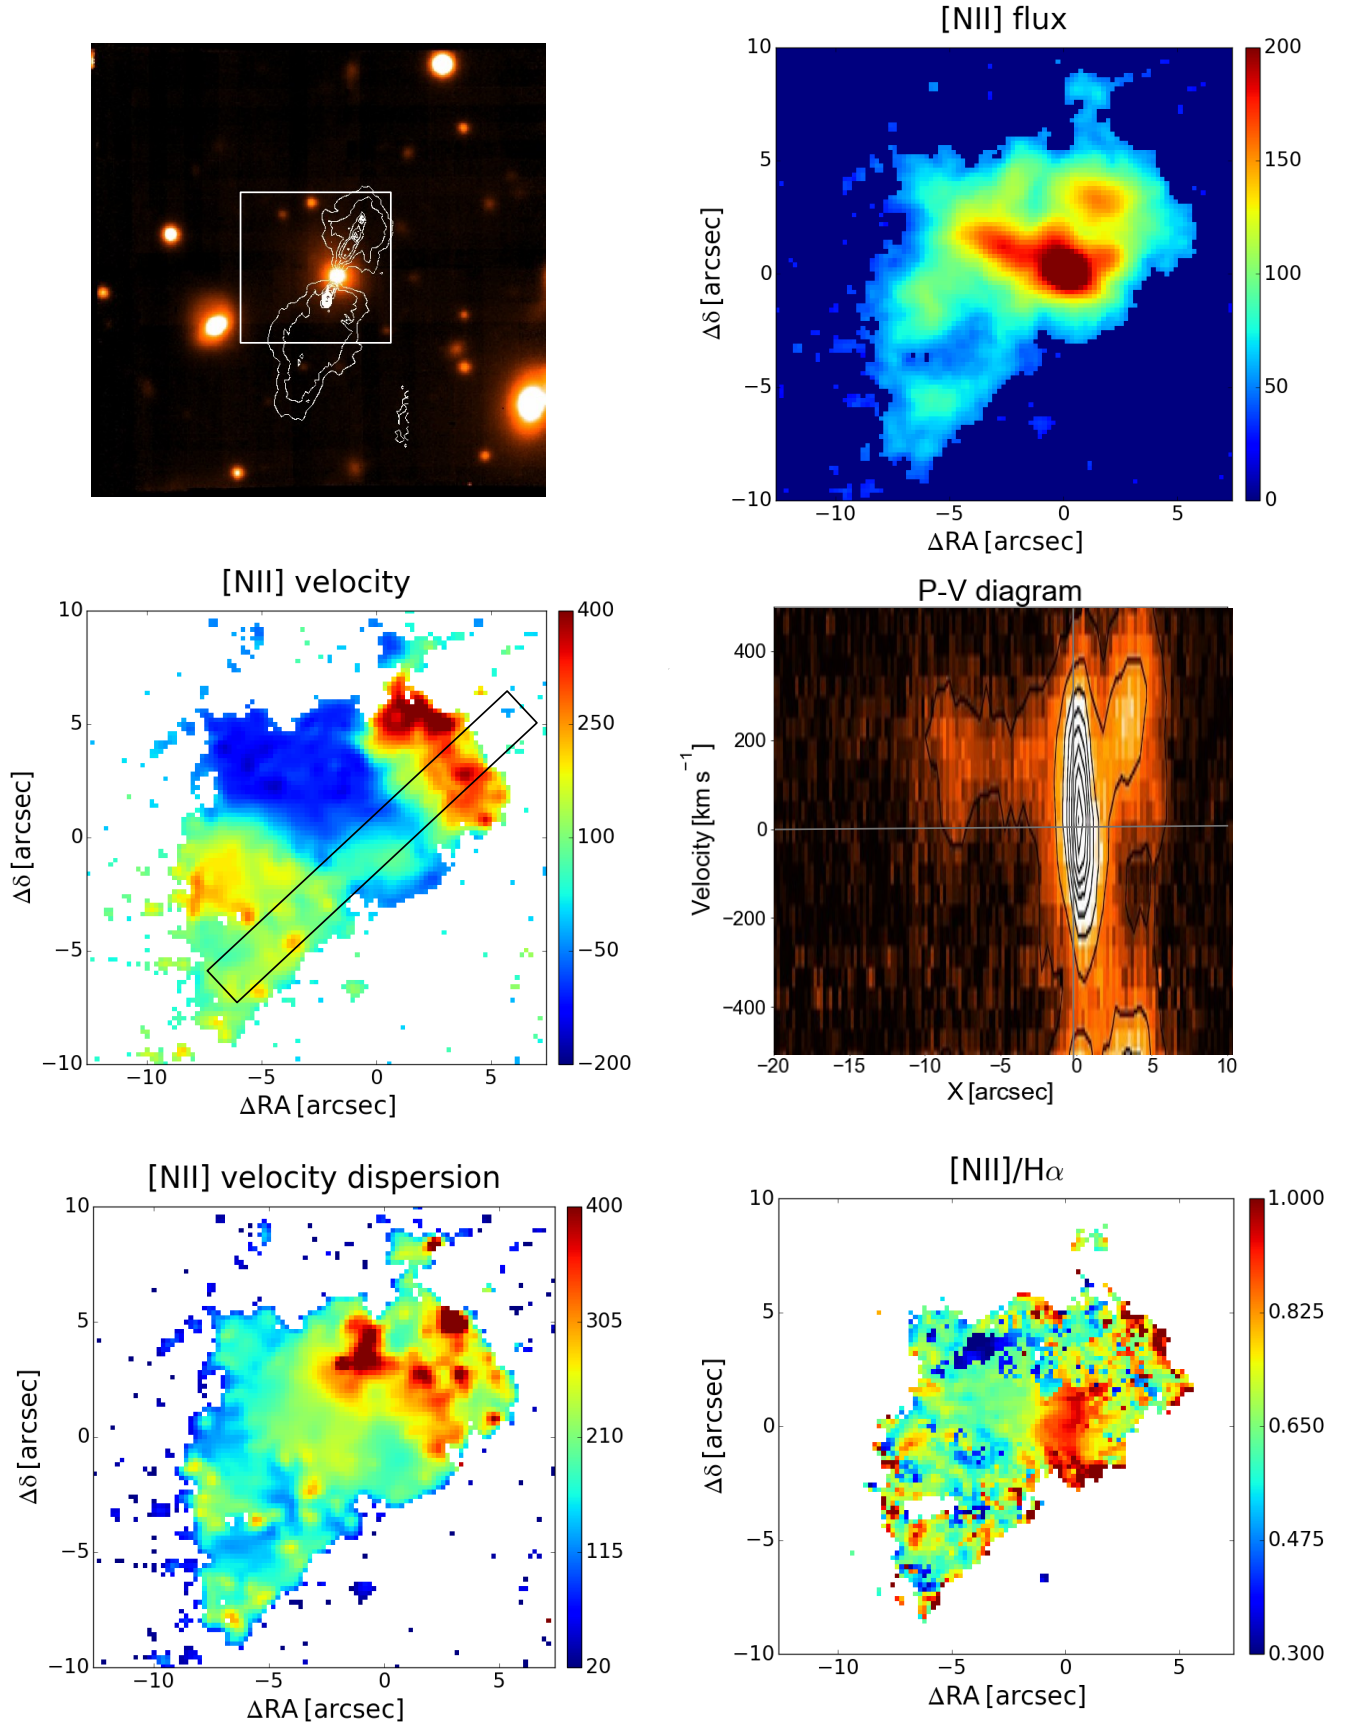 [NII] flux
10
5
0
−5
−10
Δδ [arcsec]
−10 −5 0 5
ΔRA [arcsec]
200
150
100
50
0
[NII] velocity
10
5
0
−5
−10
Δδ [arcsec]
−10 −5 0 5
ΔRA [arcsec]
400
250
100
−50
−200
P-V diagram
400
200
0
−200
−400
Velocity [km s⁻¹]
−20 −15 −10 −5 0 5 10
X [arcsec]
[NII] velocity dispersion
10
5
0
−5
−10
Δδ [arcsec]
−10 −5 0 5
ΔRA [arcsec]
400
305
210
115
20
[NII]/Hα
10
5
0
−5
−10
Δδ [arcsec]
−10 −5 0 5
ΔRA [arcsec]
1.000
0.825
0.650
0.475
0.300